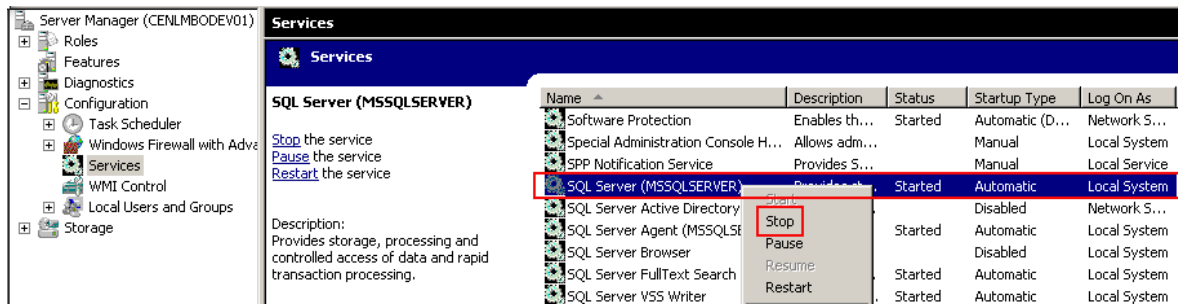 Server Manager (CENLMBODEV01)
Roles
Features
Diagnostics
Configuration
Task Scheduler
Windows Firewall with Adva
Services
WMI Control
Local Users and Groups
Storage
Services
Services
SQL Server (MSSQLSERVER)
Stop the service
Pause the service
Restart the service
Description:
Provides storage, processing and
controlled access of data and rapid
transaction processing.
Name Description Status Startup Type Log On As
Software Protection Enables th... Started Automatic (D... Network S...
Special Administration Console H... Allows adm... Manual Local System
SPP Notification Service Provides S... Manual Local Service
SQL Server (MSSQLSERVER) Provides st... Started Automatic Local System
SQL Server Active Directory Disabled Network S...
SQL Server Agent (MSSQLSE Started Automatic Local System
SQL Server Browser Disabled Local System
SQL Server FullText Search Started Automatic Local System
SQL Server VSS Writer Started Automatic Local System
Start
Stop
Pause
Resume
Restart